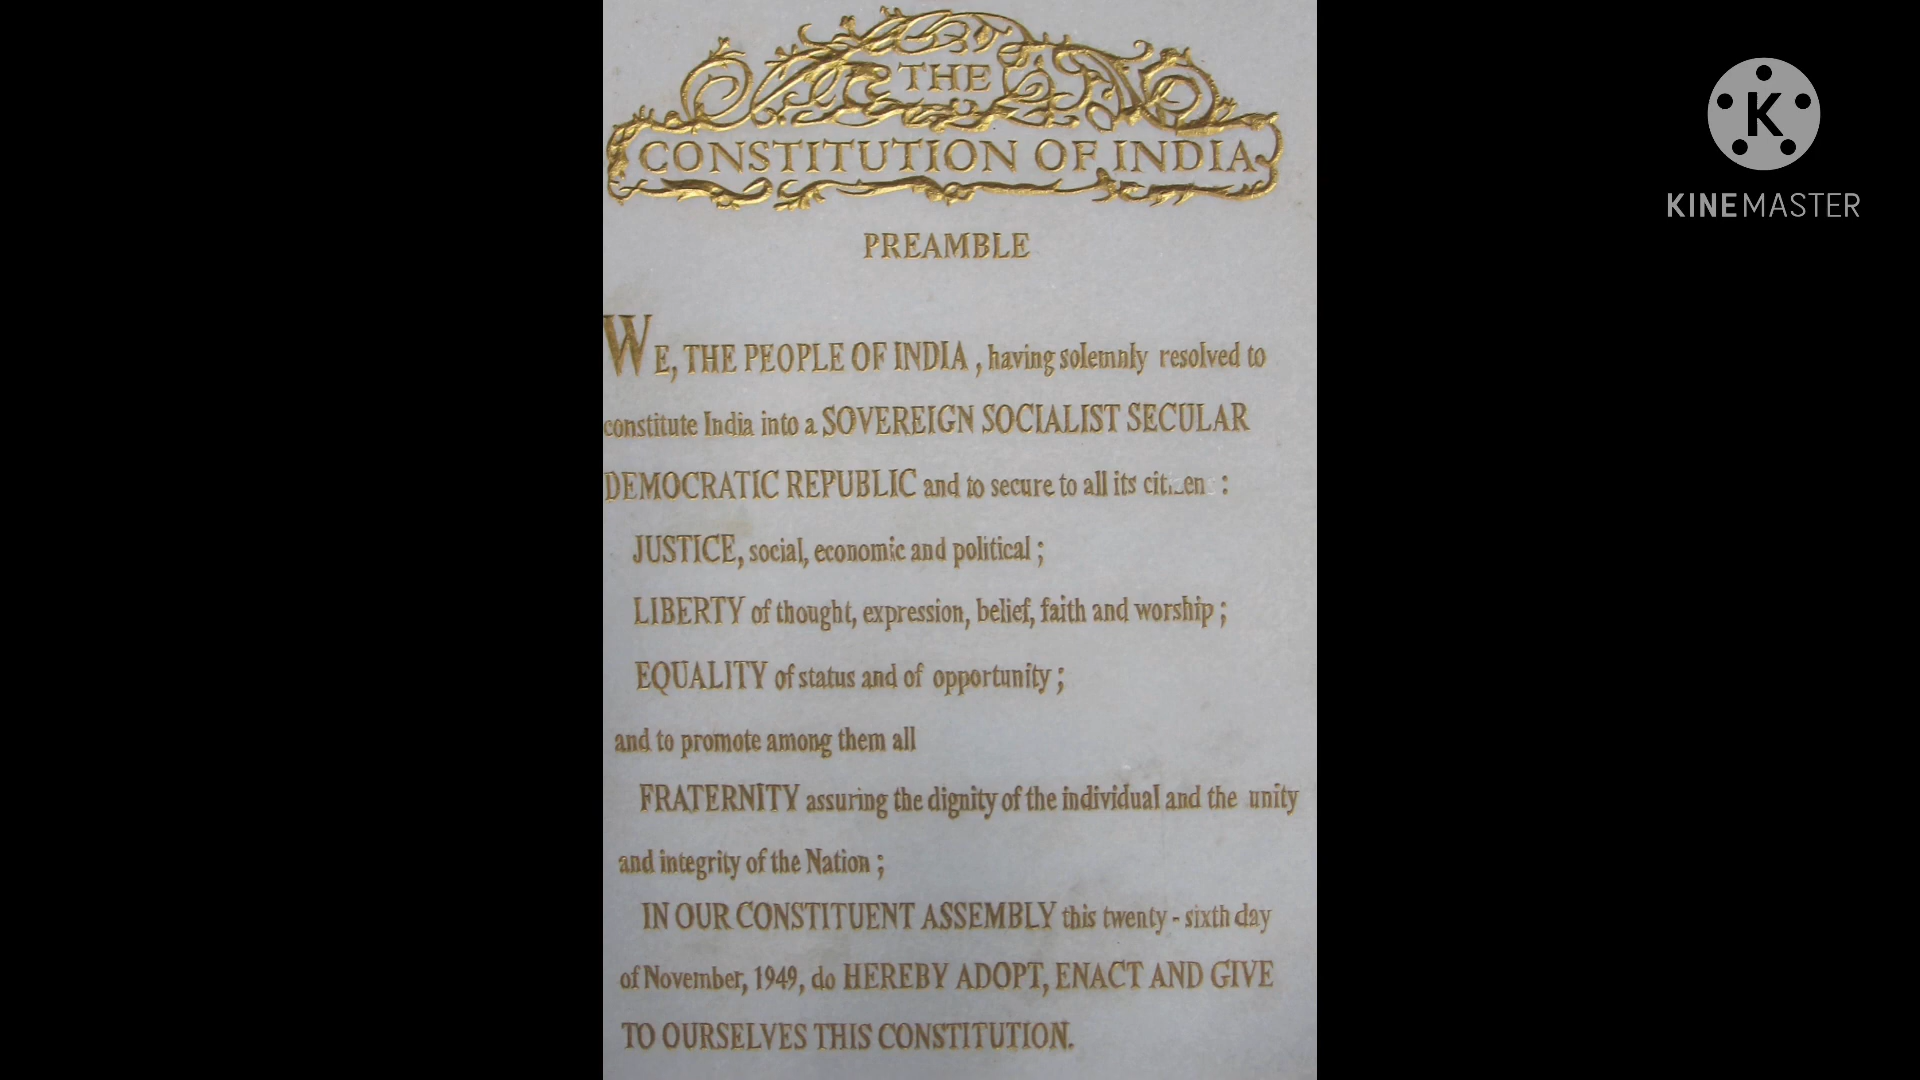 THE
CONSTITUTION OF INDIA
PREAMBLE
WE, THE PEOPLE OF INDIA, having solemnly resolved to
constitute India into a SOVEREIGN SOCIALIST SECULAR
DEMOCRATIC REPUBLIC and to secure to all its :
JUSTICE, social, economic and political ;
LIBERTY of thought, expression, belief, faith and worship ;
EQUALITY of status and of opportunity ;
and to promote among them all
FRATERNITY assuring the dignity of the individual and the unity
and integrity of the Nation ;
IN OUR CONSTITUENT ASSEMBLY this twenty - sixth day
of November, 1949, do HEREBY ADOPT, ENACT AND GIVE
TO OURSELVES THIS CONSTITUTION.
K
KINEMASTER